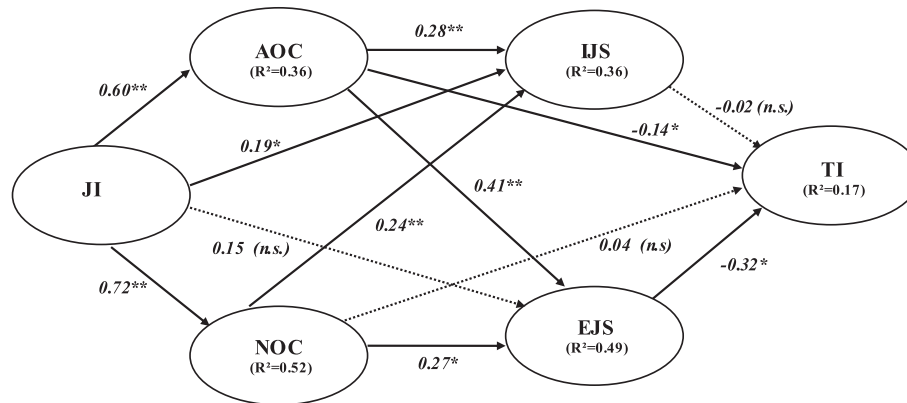 AOC
(R²=0.36)
0.28**
IJS
(R²=0.36)
0.60**
-0.02 (n.s.)
0.19*
-0.14*
JI
TI
(R²=0.17)
0.41**
0.24**
0.15 (n.s.)
0.04 (n.s)
-0.32*
0.72**
NOC
(R²=0.52)
EJS
(R²=0.49)
0.27*